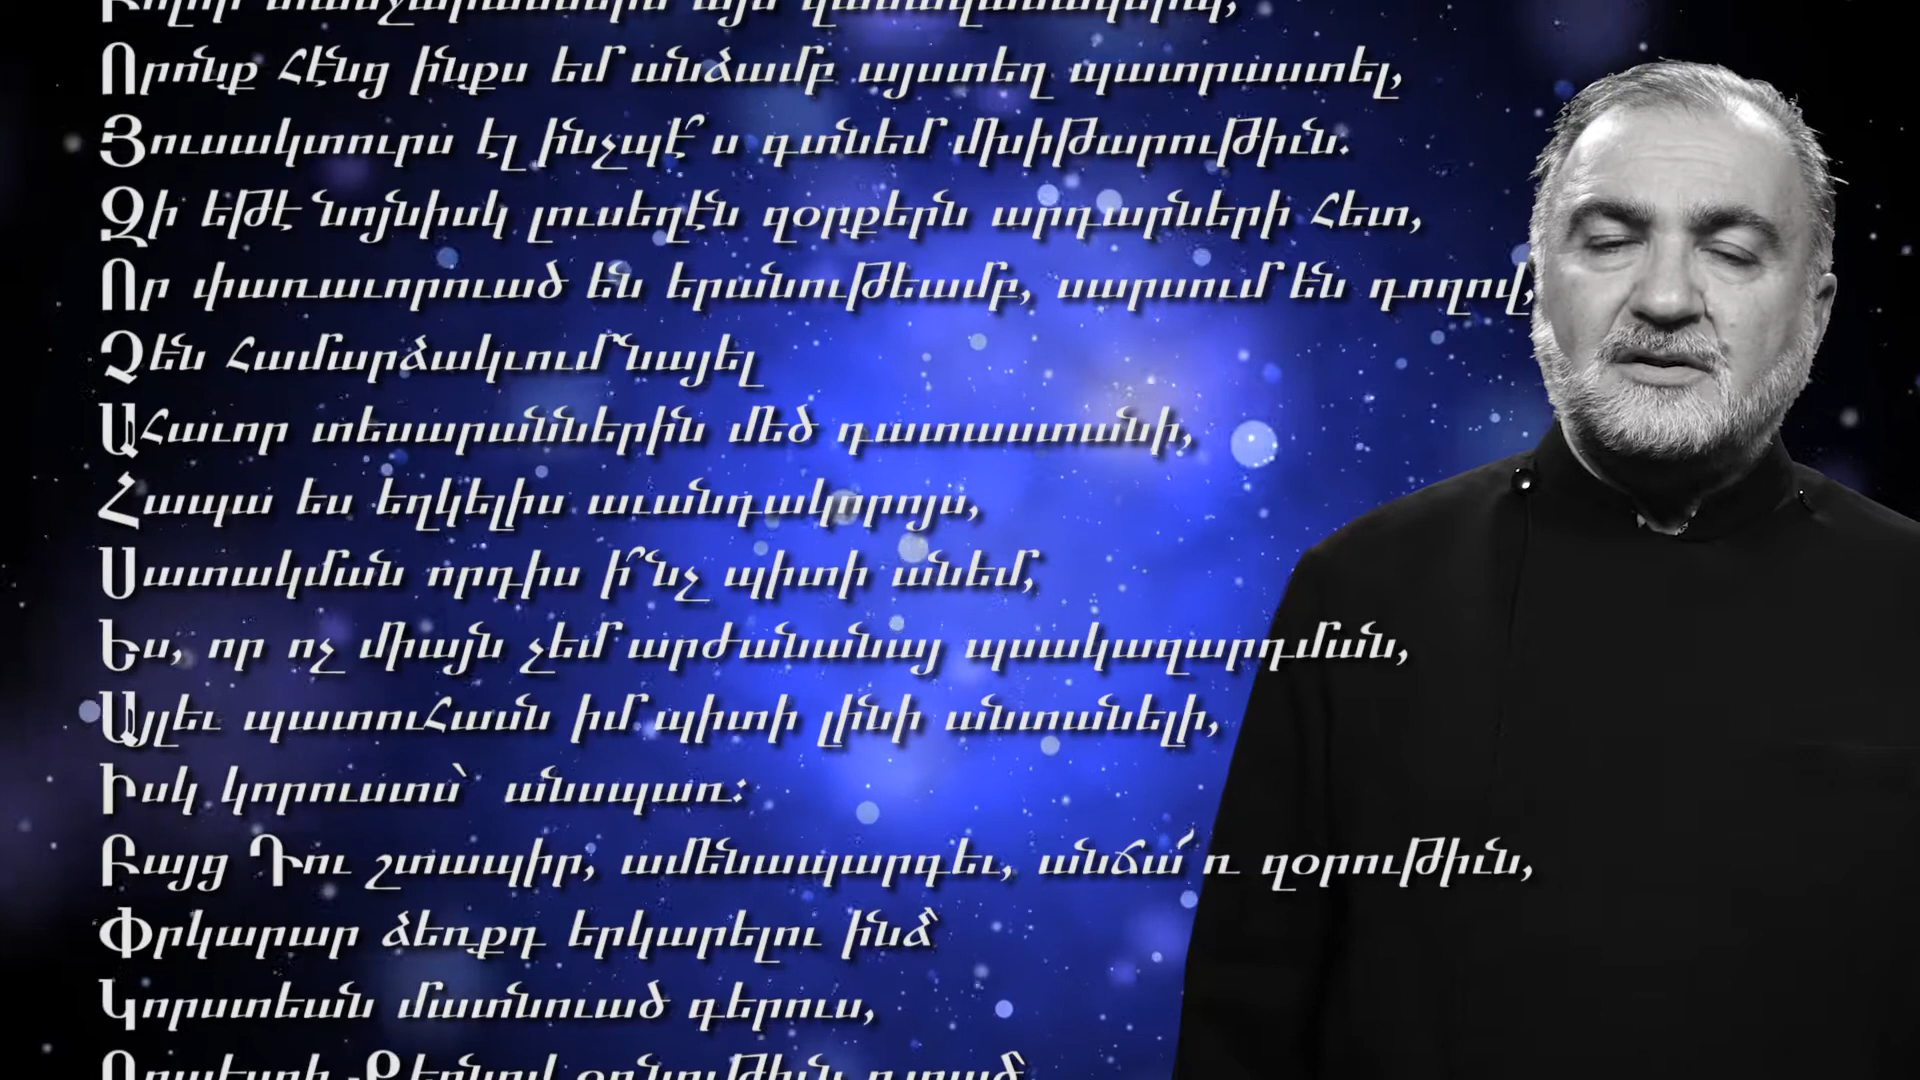 Որոնք հէնց ինքս եմ անձամբ այստեղ պատրաստել,
Յուսակտուրս էլ ինչպէ՞ս գտնեմ մխիթարութիւն.
Զի եթէ նոյնիսկ լուսեղէն զօրքերն արդարների հետ,
Որ փառաւորուած են երանութեամբ, սարսում են դողով,
Չեն համարձակւում նայել
Ահաւոր տեսարաններին մեծ դատաստանի,
Հապա ես եղկելիս աւանդակորոյս,
Սատակման որդիս ի՞նչ պիտի անեմ,
Ես, որ ոչ միայն չեմ արժանանայ պսակազարդման,
Այլեւ պատուհասն իմ պիտի լինի անտանելի,
Իսկ կորուստս՝ անսպառ:
Բայց Դու շտապիր, ամենապարգեւ, անճա՛ռ զօրութիւն,
Փրկարար ձեռքդ երկարելու ինձ՝
Կորստեան մատնուած գերուս,